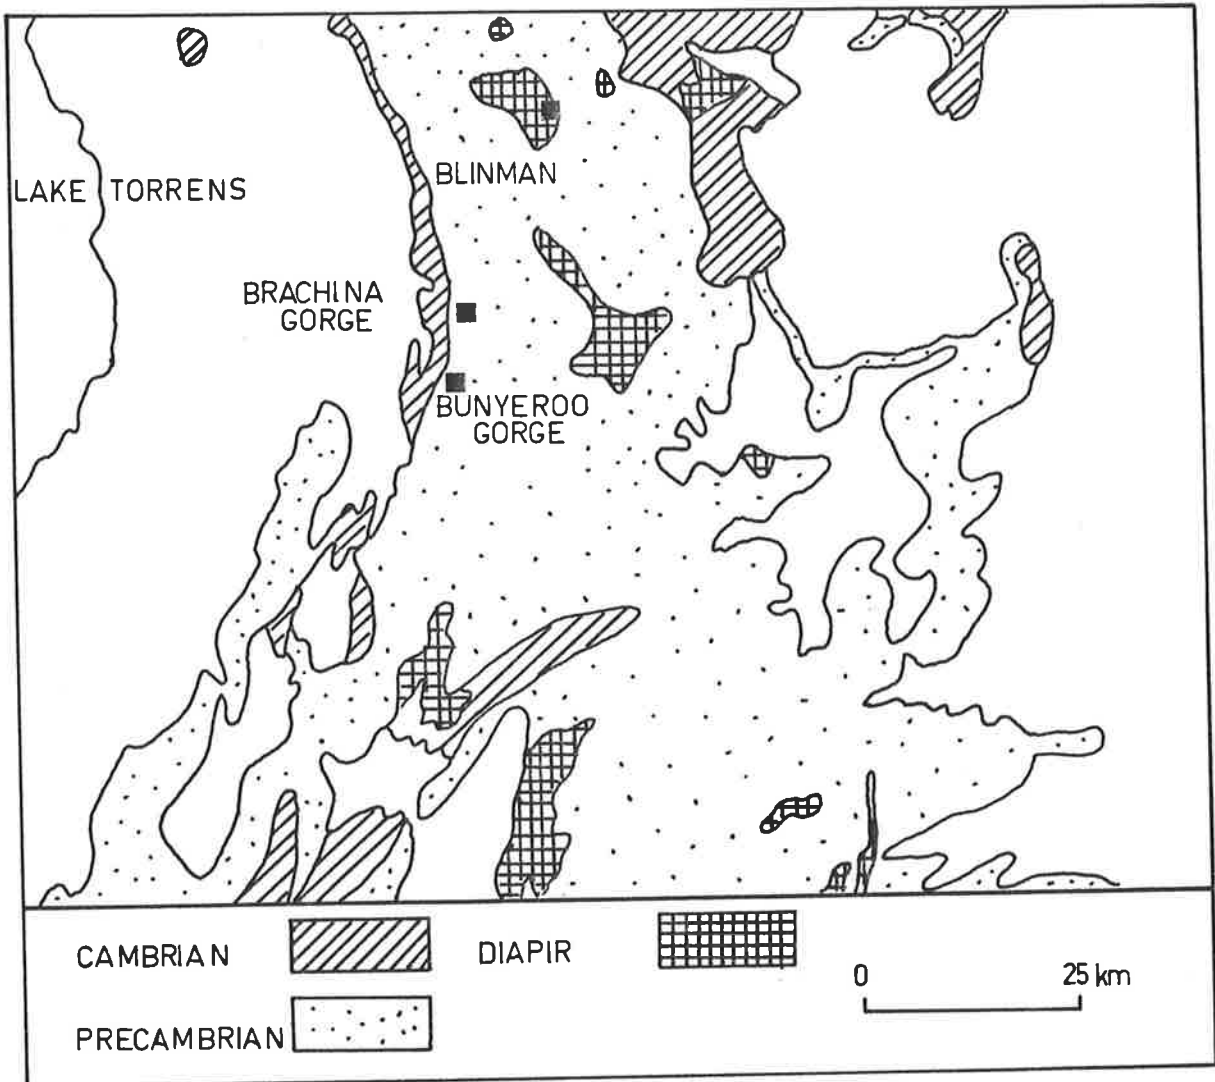 BLINMAN
LAKE TORRENS
BRACHINA
GORGE
BUNYEROO
GORGE
CAMBRIAN
DIAPIR
0 25 km
PRECAMBRIAN